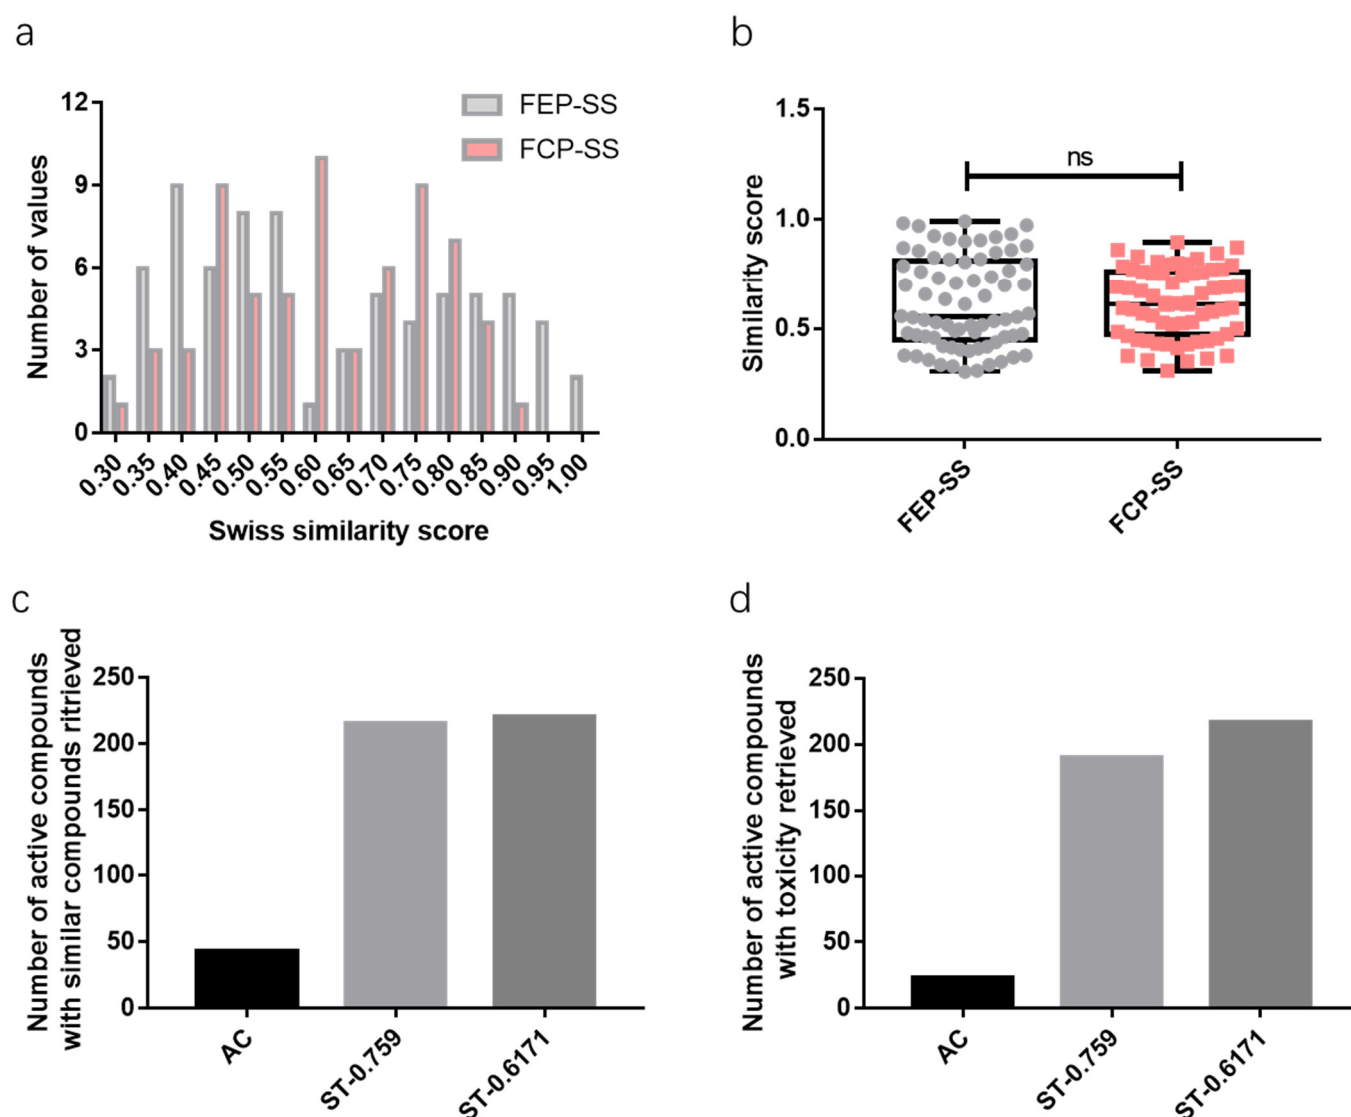 a
12
9
6
3
0
Number of values
FEP-SS
FCP-SS
0.30
0.35
0.40
0.45
0.50
0.55
0.60
0.65
0.70
0.75
0.80
0.85
0.90
0.95
1.00
Swiss similarity score
b
1.5
1.0
0.5
0.0
Similarity score
ns
FEP-SS
FCP-SS
c
Number of active compounds
with similar compounds ritrieved
250
200
150
100
50
0
AC
ST-0.759
ST-0.6171
d
Number of active compounds
with toxicity retrieved
250
200
150
100
50
0
AC
ST-0.759
ST-0.6171